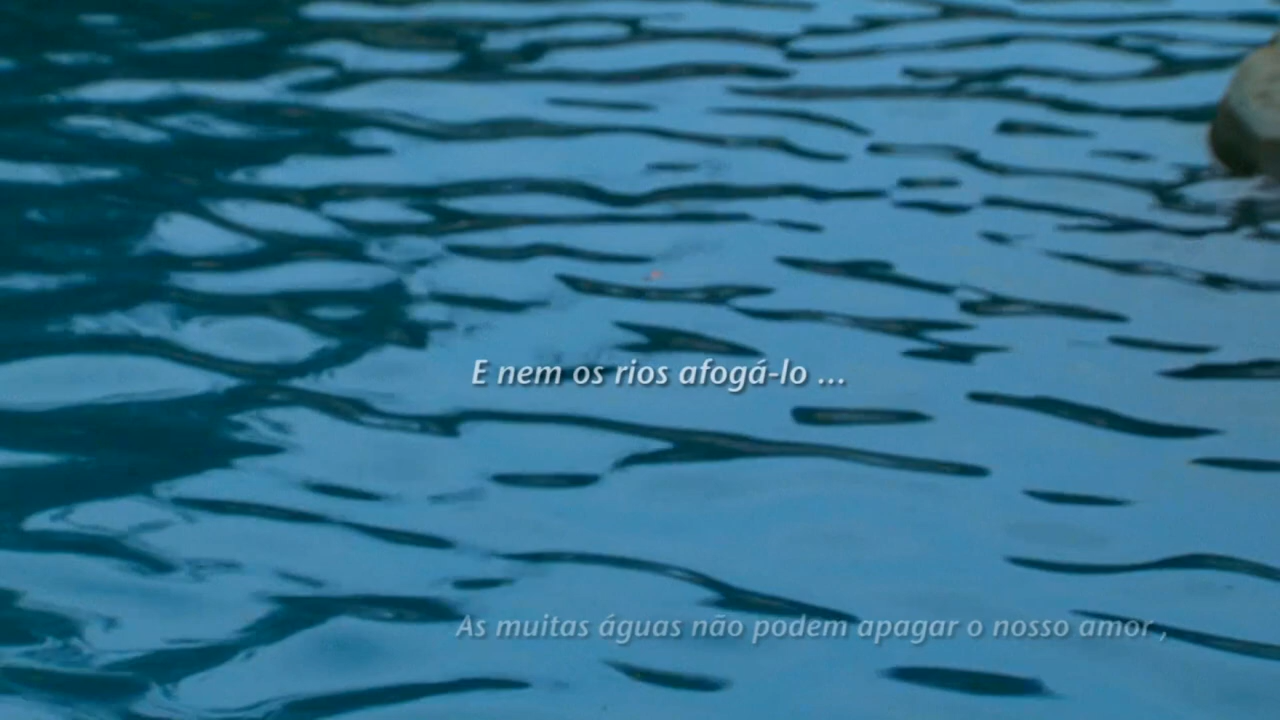 E nem os rios afogá-lo ...
As muitas águas não podem apagar o nosso amor ,